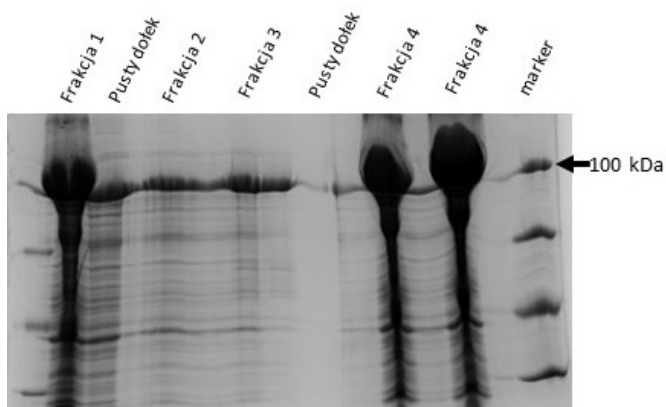 Frakcja 1
Pusty dołek
Frakcja 2
Frakcja 3
Pusty dołek
Frakcja 4
Frakcja 4
marker
100 kDa